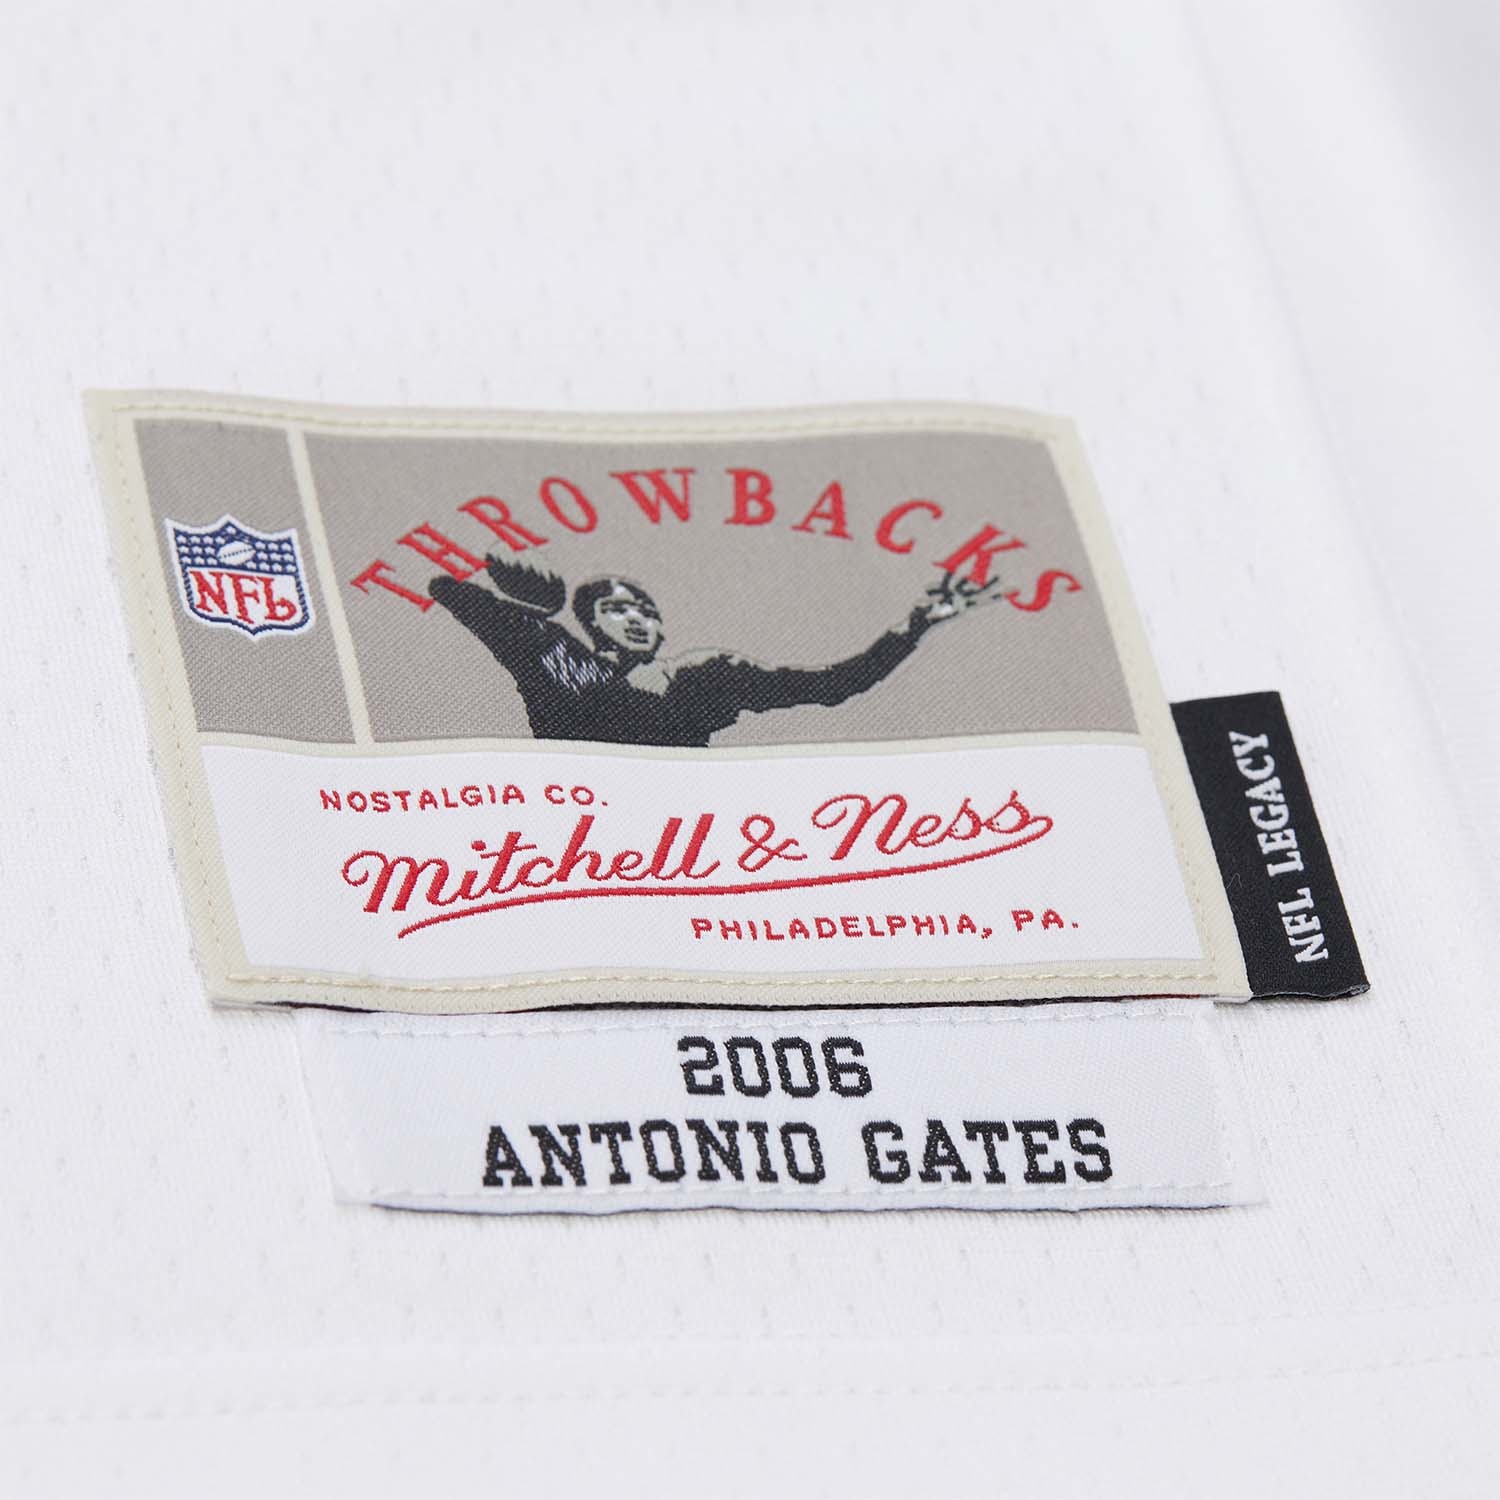 THROWBACKS
NFL
NOSTALGIA CO.
Mitchell & Ness
PHILADELPHIA, PA.
NFL LEGACY
2006
ANTONIO GATES